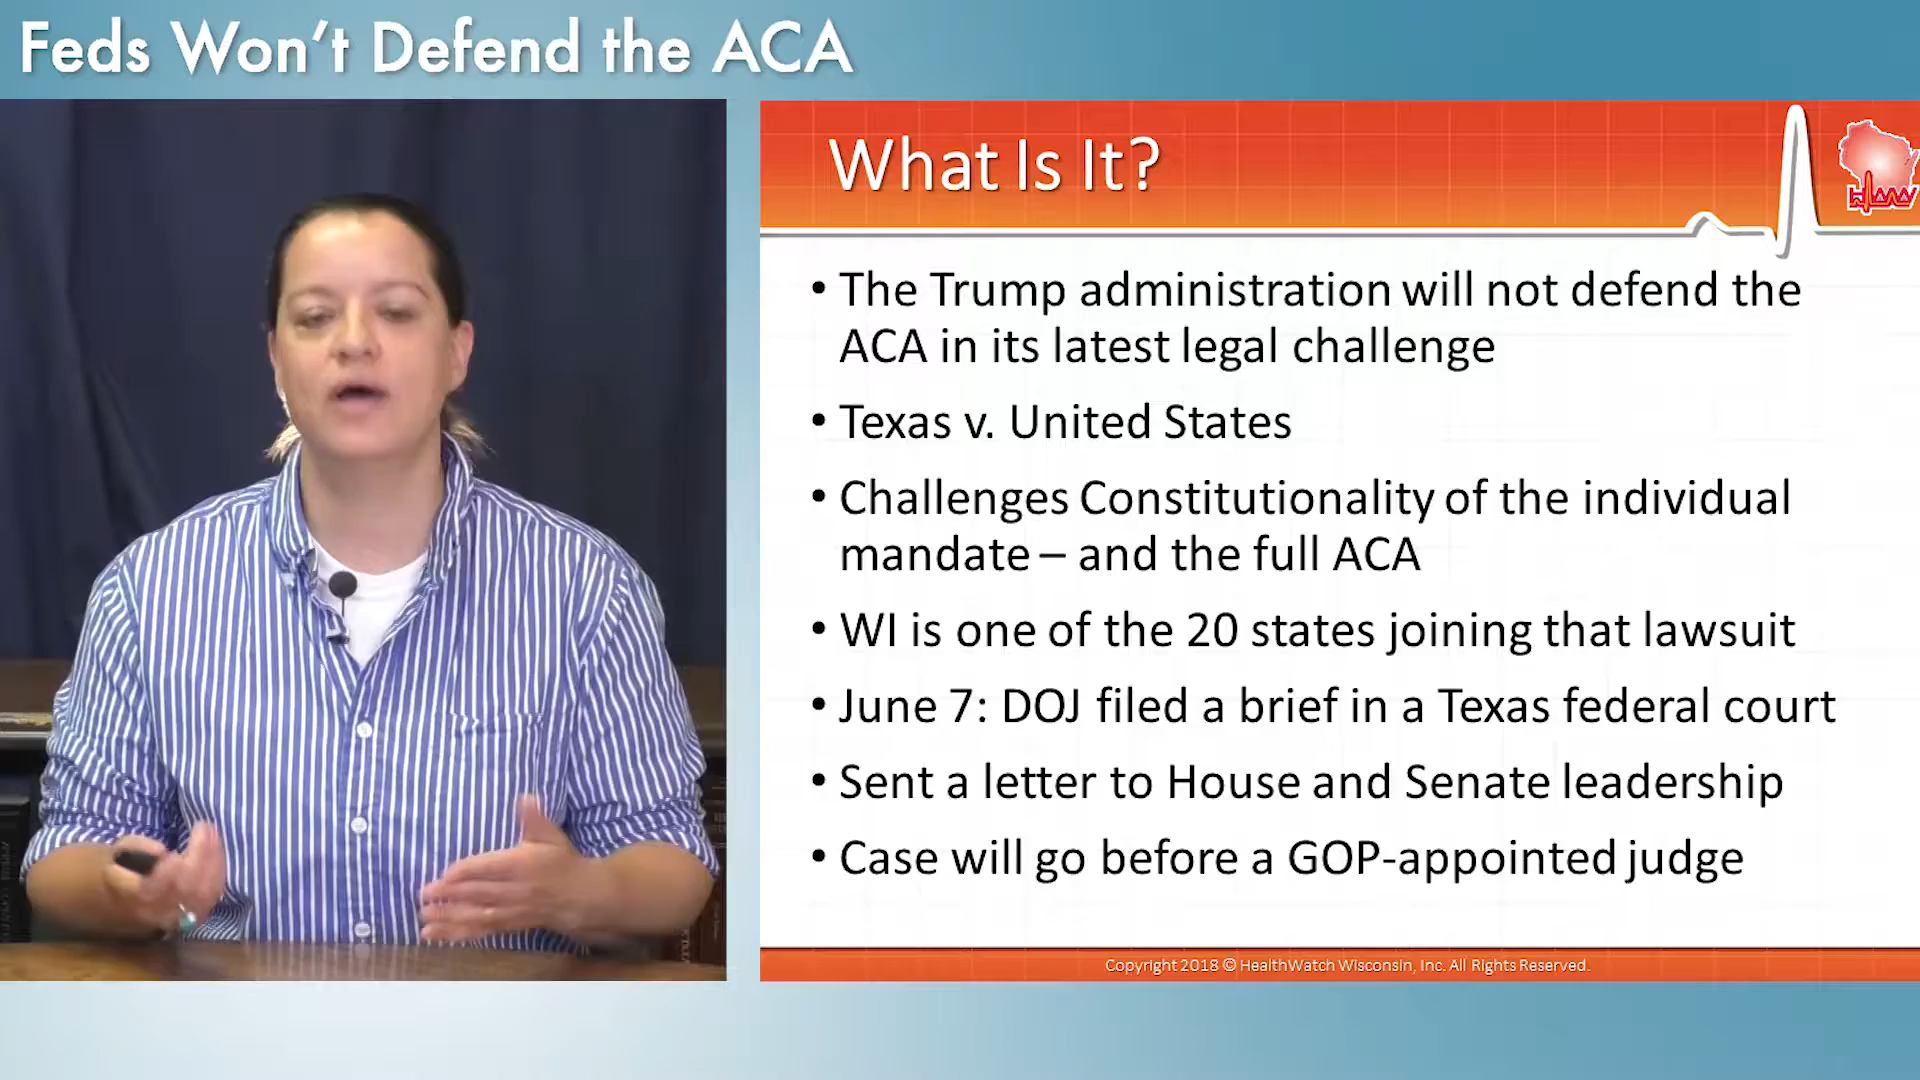 Feds Won't Defend the ACA
What Is It?
HWW
• The Trump administration will not defend the
ACA in its latest legal challenge
• Texas v. United States
• Challenges Constitutionality of the individual
mandate – and the full ACA
• WI is one of the 20 states joining that lawsuit
• June 7: DOJ filed a brief in a Texas federal court
• Sent a letter to House and Senate leadership
• Case will go before a GOP-appointed judge
Copyright 2018 © HealthWatch Wisconsin, Inc. All Rights Reserved.